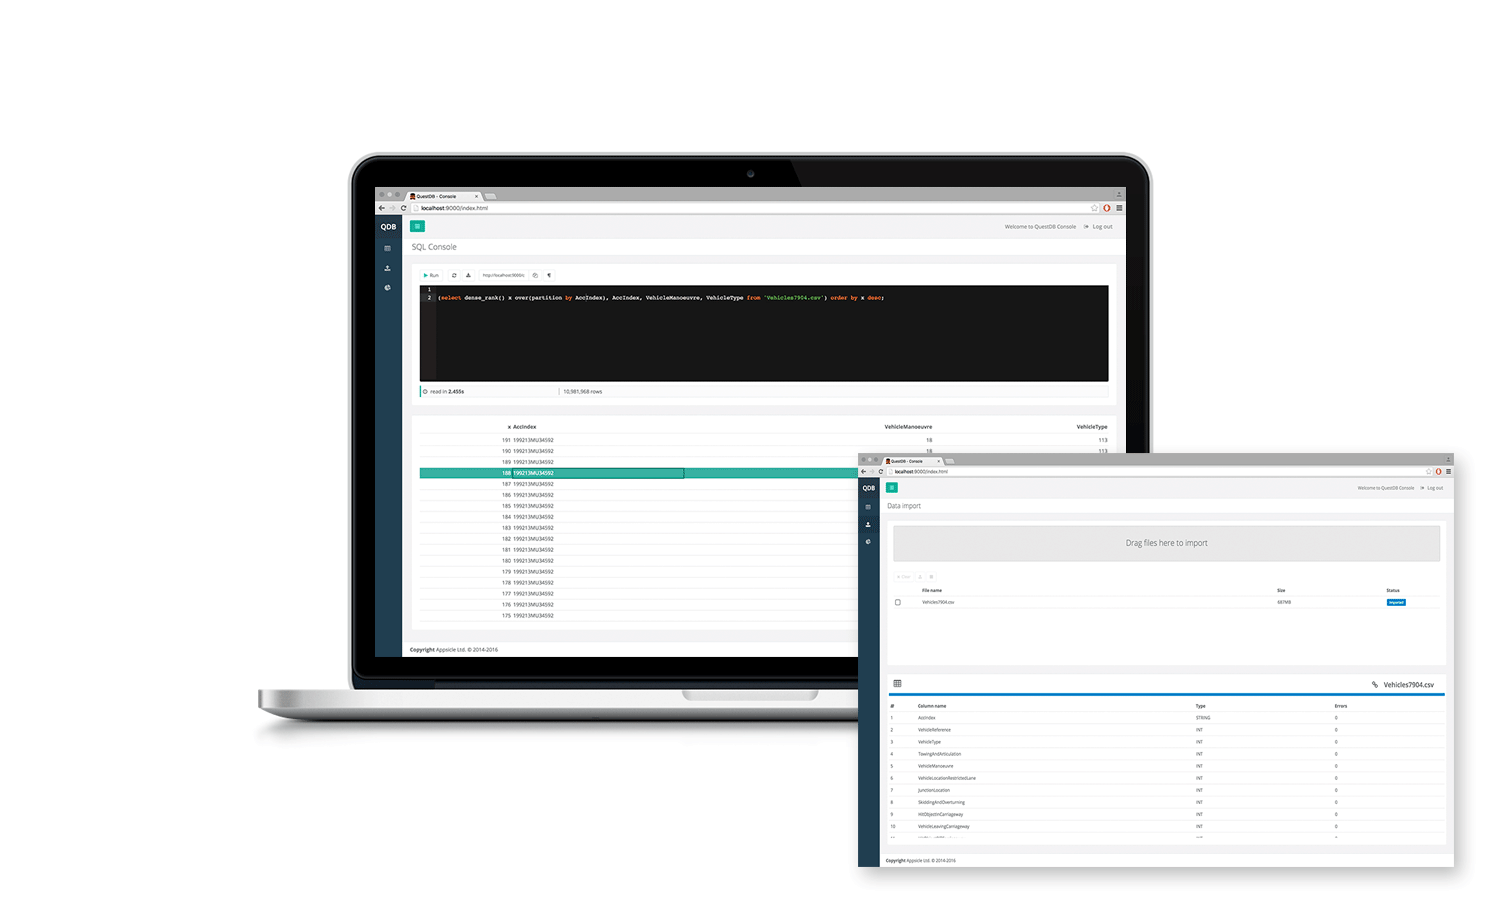 QuestDB - Console
localhost:9000/index.html
QDB
Welcome to QuestDB Console Log out
SQL Console
Run http://localhost:9000/c
1
2 (select dense_rank() x over(partition by AccIndex), AccIndex, VehicleManoeuvre, VehicleType from 'Vehicles7904.csv') order by x desc;
read in 2.455s 10,981,968 rows
x AccIndex VehicleManoeuvre VehicleType
191 199213MU34592 18 113
190 199213MU34592 18 113
189 199213MU34592
188 199213MU34592
187 199213MU34592
186 199213MU34592
185 199213MU34592
184 199213MU34592
183 199213MU34592
182 199213MU34592
181 199213MU34592
180 199213MU34592
179 199213MU34592
178 199213MU34592
177 199213MU34592
176 199213MU34592
175 199213MU34592
Copyright Appsicle Ltd. © 2014-2016
QuestDB - Console
localhost:9000/index.html
QDB
Welcome to QuestDB Console Log out
Data import
Drag files here to import
File name Size Status
Vehicles7904.csv 687MB Imported
Vehicles7904.csv
# Column name Type Errors
1 AccIndex STRING 0
2 VehicleReference INT 0
3 VehicleType INT 0
4 TowingAndArticulation INT 0
5 VehicleManoeuvre INT 0
6 VehicleLocationRestrictedLane INT 0
7 JunctionLocation INT 0
8 SkiddingAndOverturning INT 0
9 HitObjectInCarriageway INT 0
10 VehicleLeavingCarriageway INT 0
Copyright Appsicle Ltd. © 2014-2016